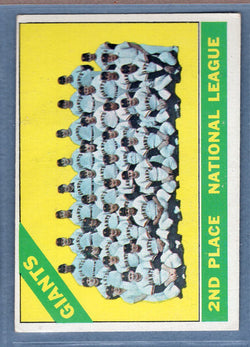 GIANTS
2ND PLACE NATIONAL LEAGUE